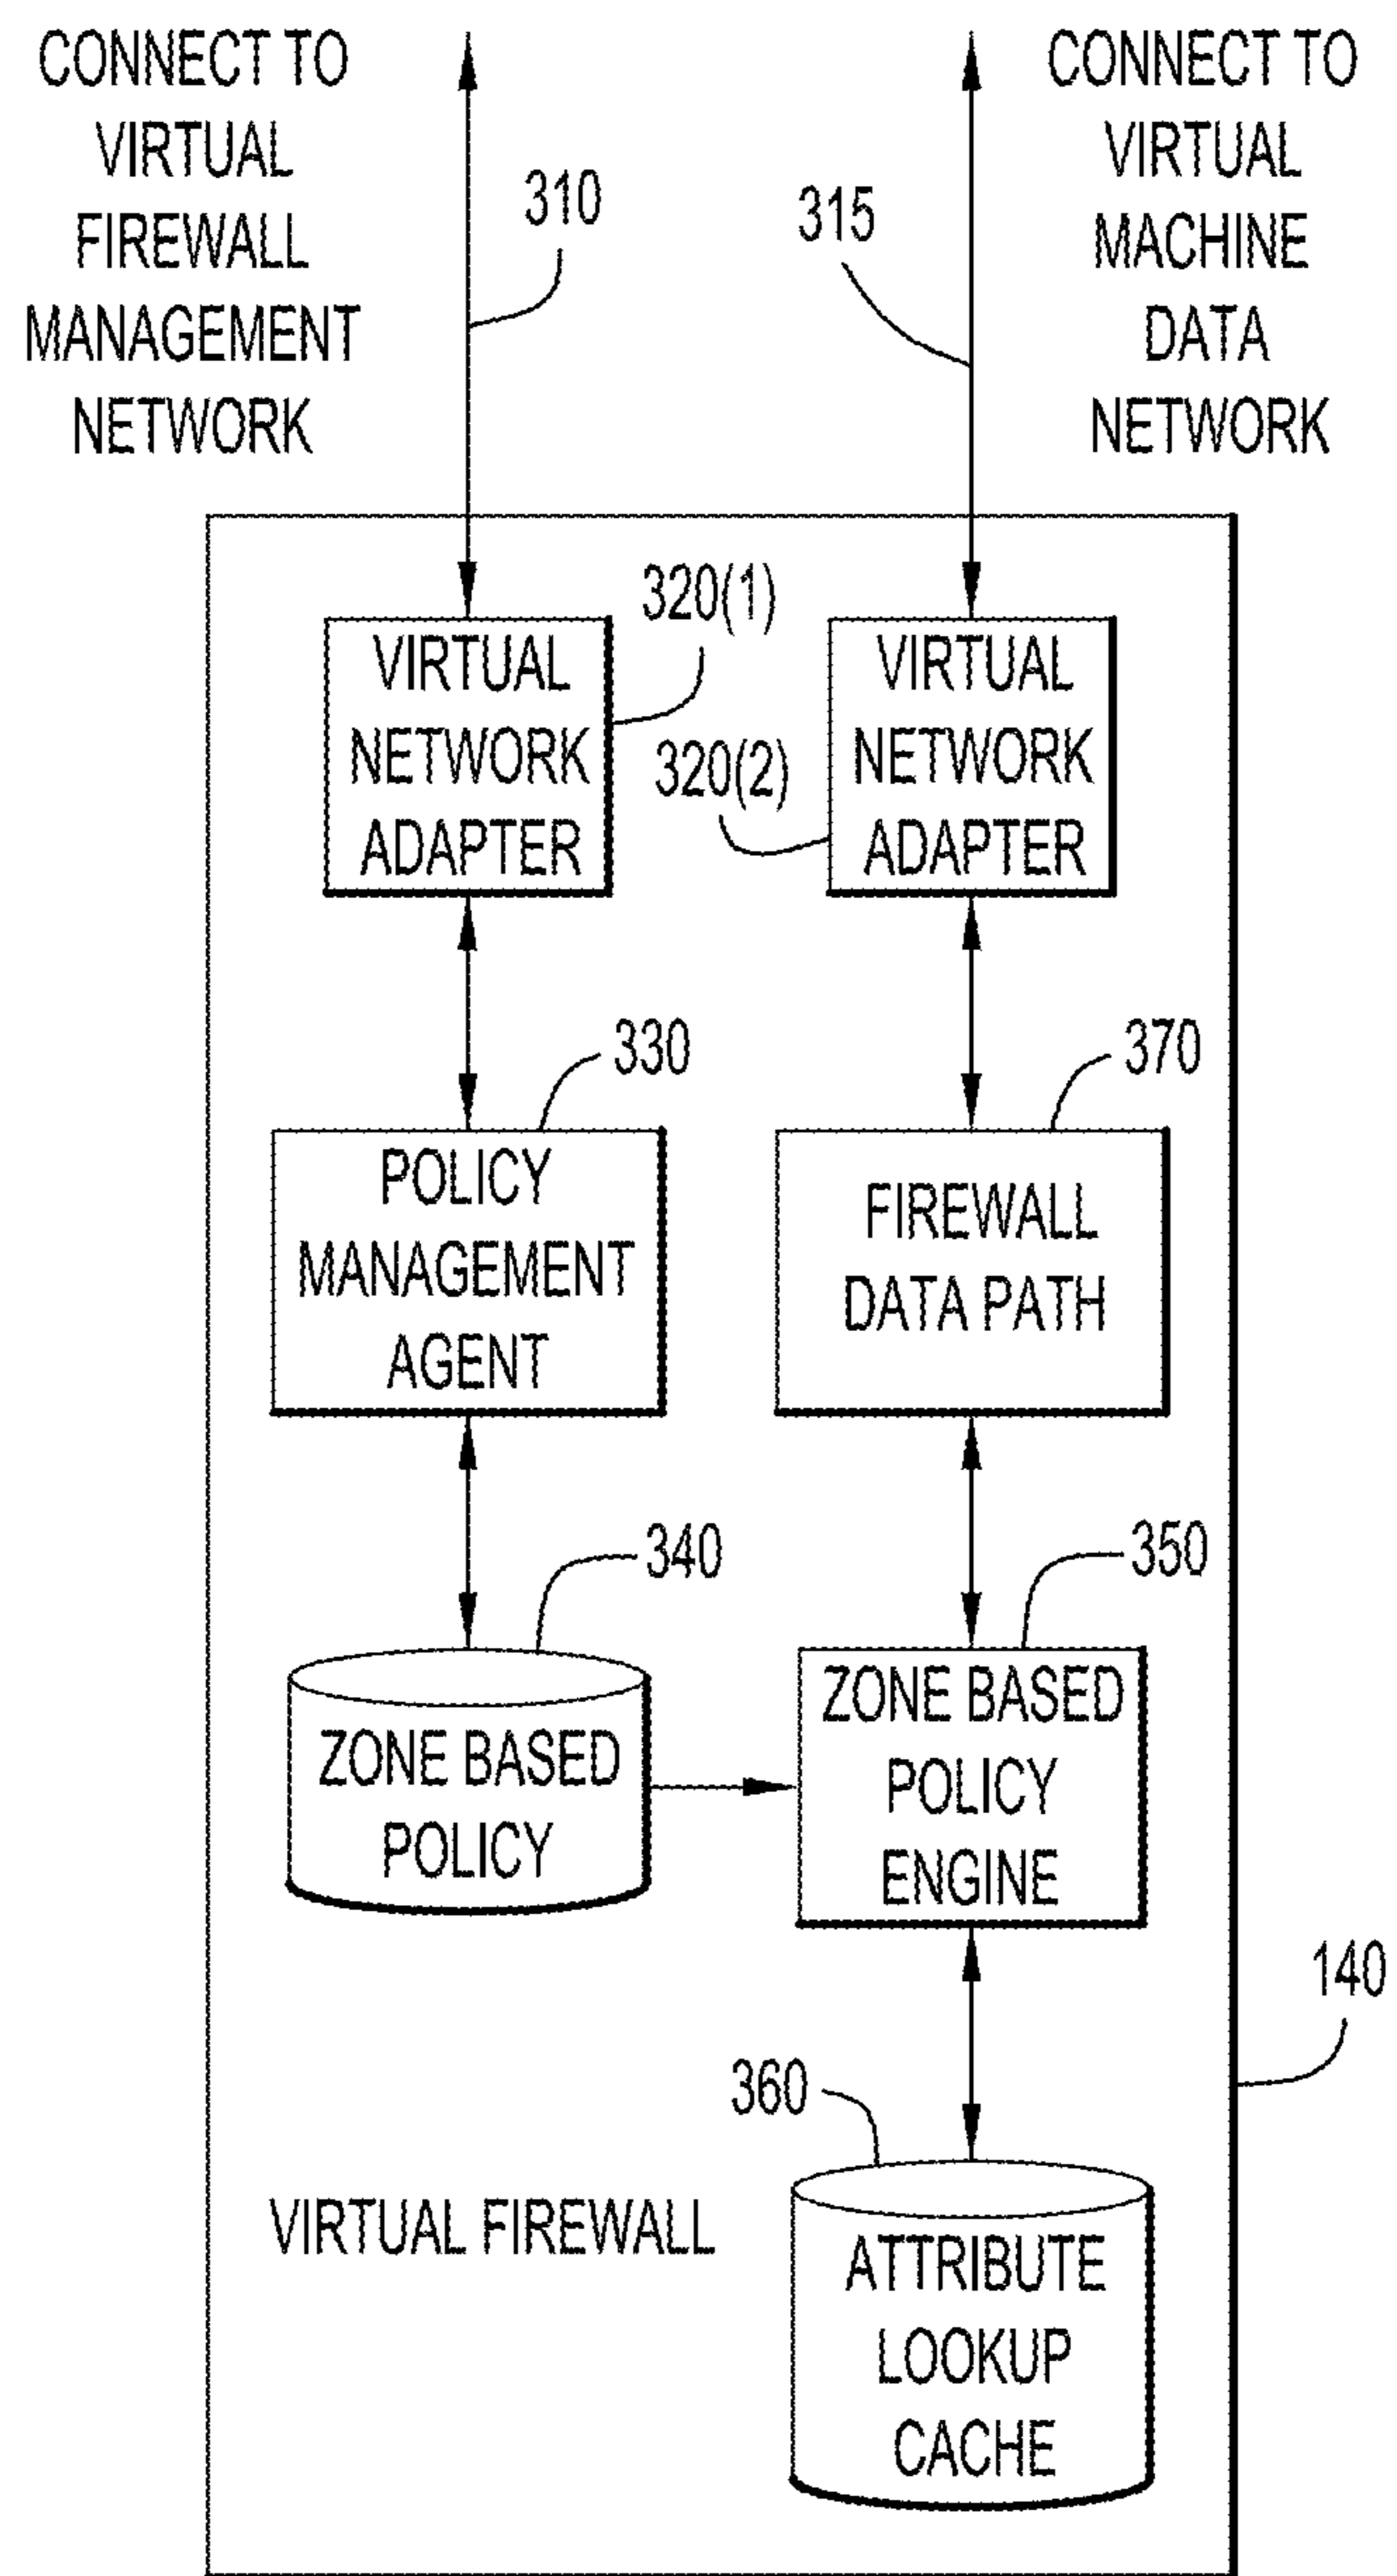 CONNECT TO
VIRTUAL
FIREWALL
MANAGEMENT
NETWORK
310
315
CONNECT TO
VIRTUAL
MACHINE
DATA
NETWORK
VIRTUAL
NETWORK
ADAPTER
320(1)
320(2)
VIRTUAL
NETWORK
ADAPTER
330
POLICY
MANAGEMENT
AGENT
370
FIREWALL
DATA PATH
340
ZONE BASED
POLICY
350
ZONE BASED
POLICY
ENGINE
140
360
ATTRIBUTE
LOOKUP
CACHE
VIRTUAL FIREWALL